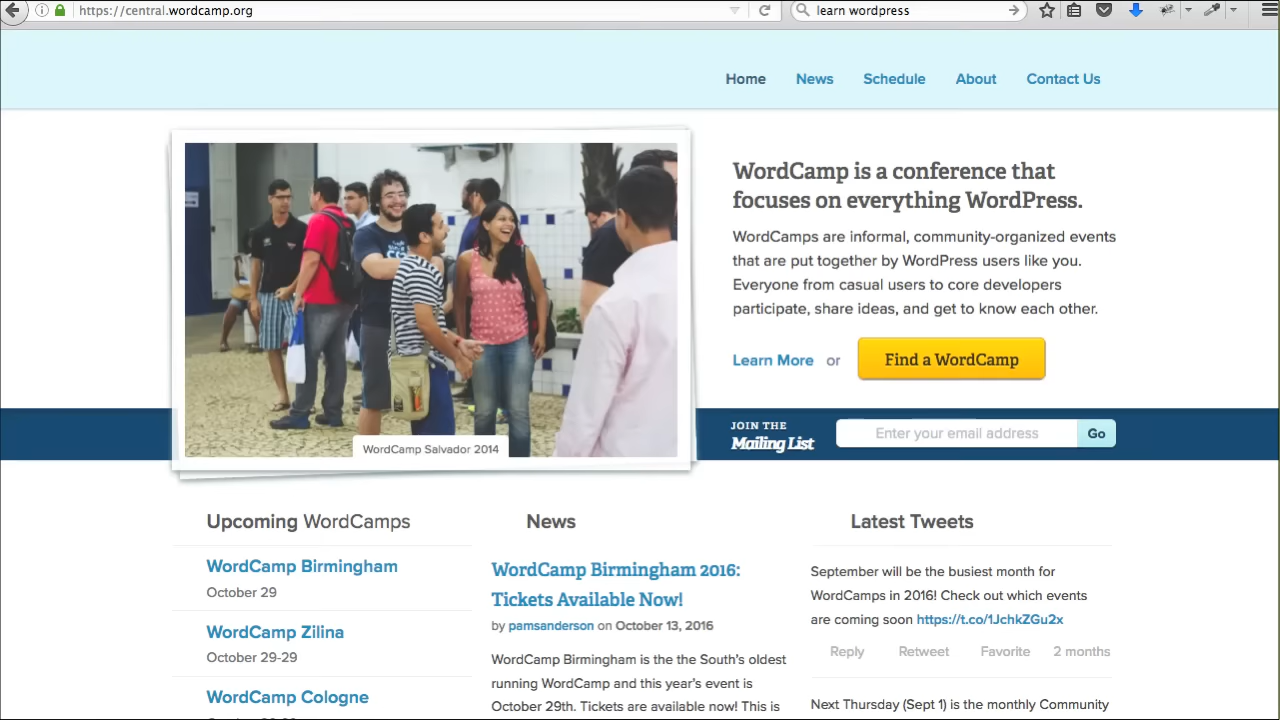 https://central.wordcamp.org
learn wordpress
Home News Schedule About Contact Us
WordCamp is a conference that
focuses on everything WordPress.
WordCamps are informal, community-organized events
that are put together by WordPress users like you.
Everyone from casual users to core developers
participate, share ideas, and get to know each other.
Learn More or Find a WordCamp
WordCamp Salvador 2014
JOIN THE
Mailing List
Enter your email address Go
Upcoming WordCamps
WordCamp Birmingham
October 29
WordCamp Zilina
October 29-29
WordCamp Cologne
News
WordCamp Birmingham 2016:
Tickets Available Now!
by pamsanderson on October 13, 2016
WordCamp Birmingham is the the South's oldest
running WordCamp and this year's event is
October 29th. Tickets are available now! This is
Latest Tweets
September will be the busiest month for
WordCamps in 2016! Check out which events
are coming soon https://t.co/1JchkZGu2x
Reply Retweet Favorite 2 months
Next Thursday (Sept 1) is the monthly Community